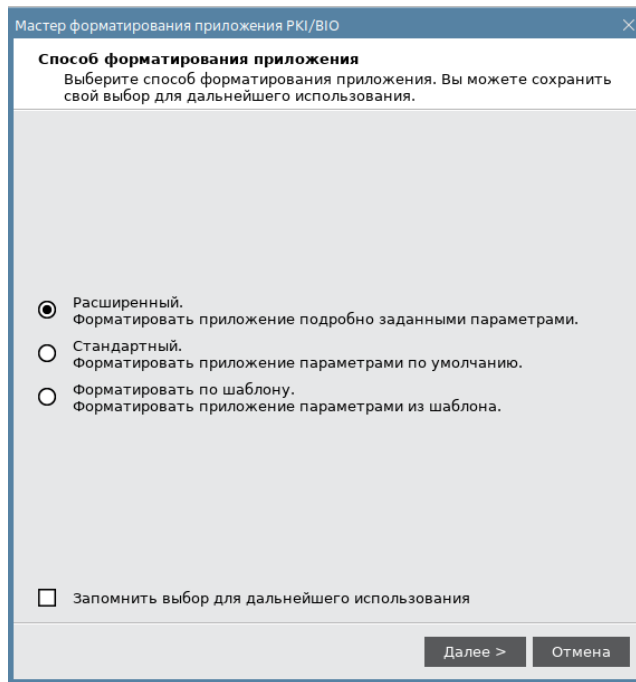 Мастер форматирования приложения PKI/BIO
Способ форматирования приложения
Выберите способ форматирования приложения. Вы можете сохранить
свой выбор для дальнейшего использования.
Расширенный.
Форматировать приложение подробно заданными параметрами.
Стандартный.
Форматировать приложение параметрами по умолчанию.
Форматировать по шаблону.
Форматировать приложение параметрами из шаблона.
Запомнить выбор для дальнейшего использования
Далее > Отмена